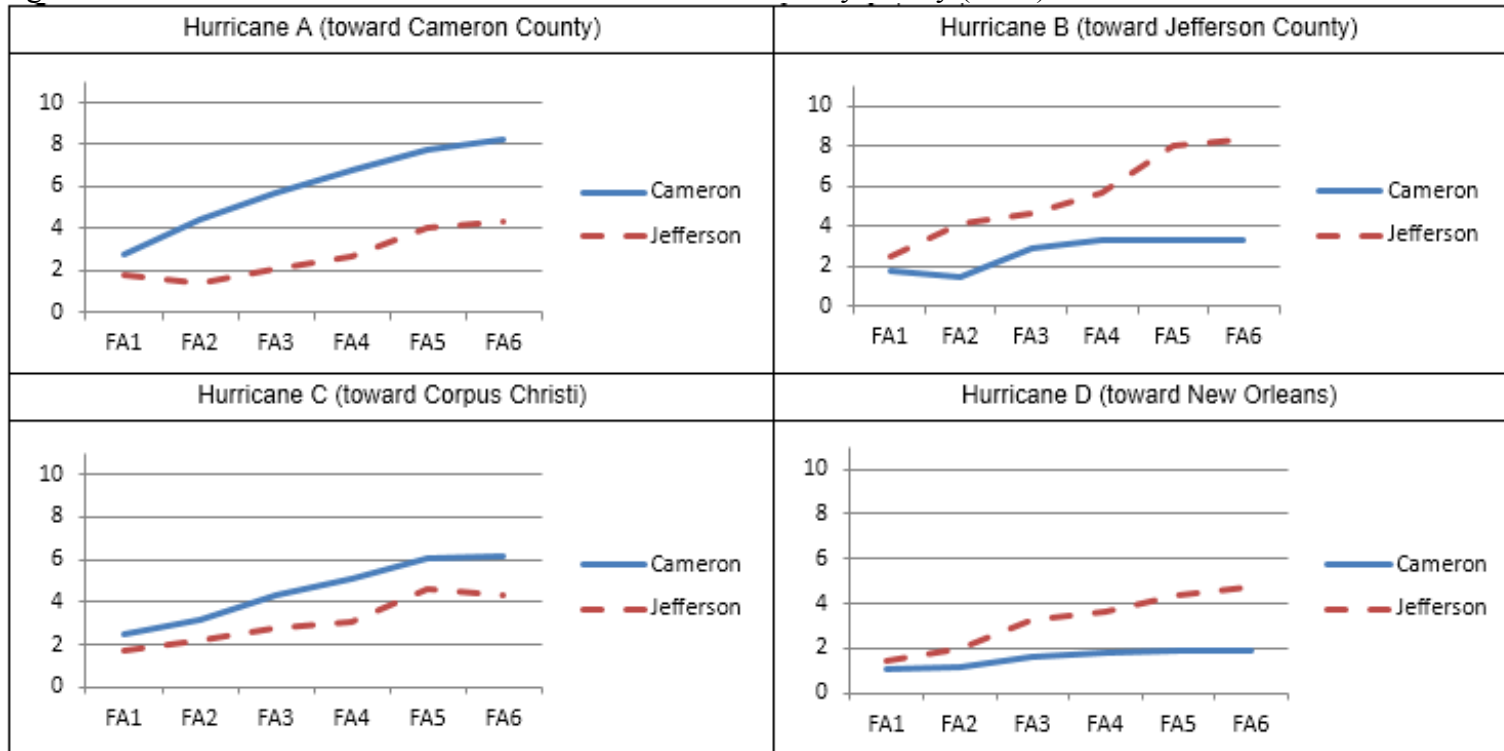 Hurricane A (toward Cameron County)
10
8
6
4
2
0
FA1 FA2 FA3 FA4 FA5 FA6
Cameron
Jefferson
Hurricane B (toward Jefferson County)
10
8
6
4
2
0
FA1 FA2 FA3 FA4 FA5 FA6
Cameron
Jefferson
Hurricane C (toward Corpus Christi)
10
8
6
4
2
0
FA1 FA2 FA3 FA4 FA5 FA6
Cameron
Jefferson
Hurricane D (toward New Orleans)
10
8
6
4
2
0
FA1 FA2 FA3 FA4 FA5 FA6
Cameron
Jefferson